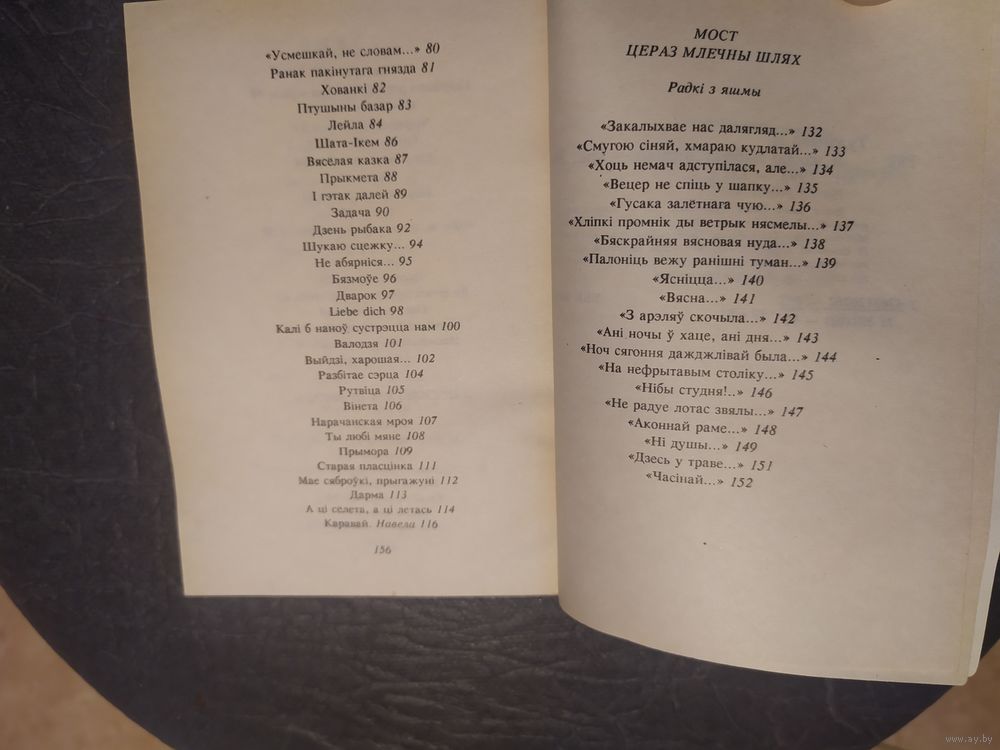 «Усмешкай, не словам...» 80
Ранак пакінутага гнязда 81
Хованкі 82
Птушыны базар 83
Лейла 84
Шата-Ікем 86
Вясёлая казка 87
Прыкмета 88
І гэтак далей 89
Задача 90
Дзень рыбака 92
Шукаю сцежку... 94
Не абярніся... 95
Бязмоўе 96
Дварок 97
Liebe dich 98
Калі б наноў сустрэцца нам 100
Валодзя 101
Выйдзі, харошая... 102
Разбітае сэрца 104
Рутвіца 105
Вінета 106
Нарачанская мроя 107
Ты любі мяне 108
Прымора 109
Старая пласцінка 111
Мае сяброўкі, прыгажуні 112
Дарма 113
А ці селета, а ці летась 114
Каравай. Навела 116
156
МОСТ
ЦЕРАЗ МЛЕЧНЫ ШЛЯХ
Радкі з яшмы
«Закалыхвае нас далягляд...» 132
«Смугою сіняй, хмараю кудлатай...» 133
«Хоць немач адступілася, але...» 134
«Вецер не спіць у шапку...» 135
«Гусака залётнага чую...» 136
«Хліпкі промнік ды ветрык нясмелы...» 137
«Бяскрайняя вясновая нуда...» 138
«Палоніць вежу ранішні туман...» 139
«Ясніцца...» 140
«Вясна...» 141
«З арэляў скочыла...» 142
«Ані ночы ў хаце, ані дня...» 143
«Ноч сягоння дажджлівай была...» 144
«На нефрытавым століку...» 145
«Нібы студня!..» 146
«Не радуе лотас звялы...» 147
«Аконнай раме...» 148
«Ні душы...» 149
«Дзесь у траве...» 151
«Часінай...» 152
www.ay.by